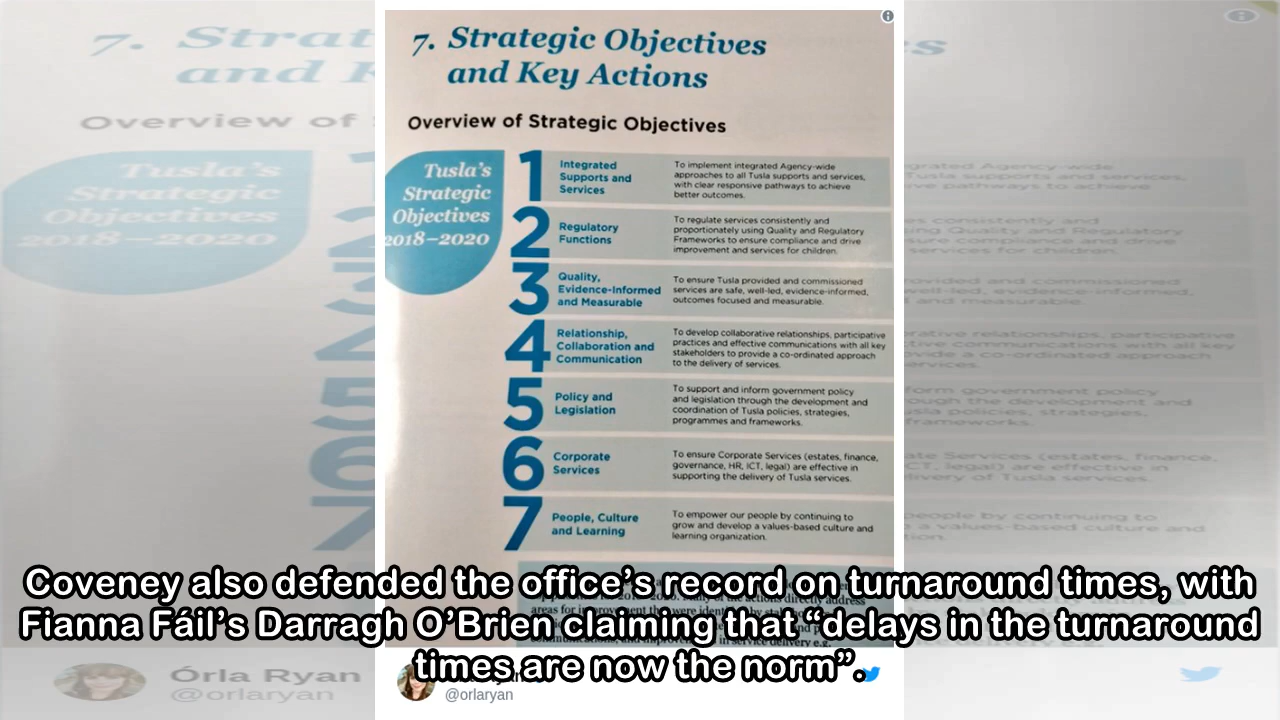 7. Strategic Objectives
and Key Actions
Overview of Strategic Objectives
Tusla's
Strategic
Objectives
2018–2020
1
Integrated
Supports and
Services
To implement integrated Agency-wide
approaches to all Tusla supports and services,
with clear responsive pathways to achieve
better outcomes.
2
Regulatory
Functions
To regulate services consistently and
proportionately using Quality and Regulatory
Frameworks to ensure compliance and drive
improvement and services for children.
3
Quality,
Evidence-Informed
and Measurable
To ensure Tusla provided and commissioned
services are safe, well-led, evidence-informed,
outcomes focused and measurable.
4
Relationship,
Collaboration and
Communication
To develop collaborative relationships, participative
practices and effective communications with all key
stakeholders to provide a co-ordinated approach
to the delivery of services.
5
Policy and
Legislation
To support and inform government policy
and legislation through the development and
coordination of Tusla policies, strategies,
programmes and frameworks.
6
Corporate
Services
To ensure Corporate Services (estates, finance,
governance, HR, ICT, legal) are effective in
supporting the delivery of Tusla services.
7
People, Culture
and Learning
To empower our people by continuing to
grow and develop a values-based culture and
learning organization.
Coveney also defended the office’s record on turnaround times, with
Fianna Fáil’s Darragh O’Brien claiming that “delays in the turnaround
times are now the norm”.
Órla Ryan
@orlaryan
@orlaryan